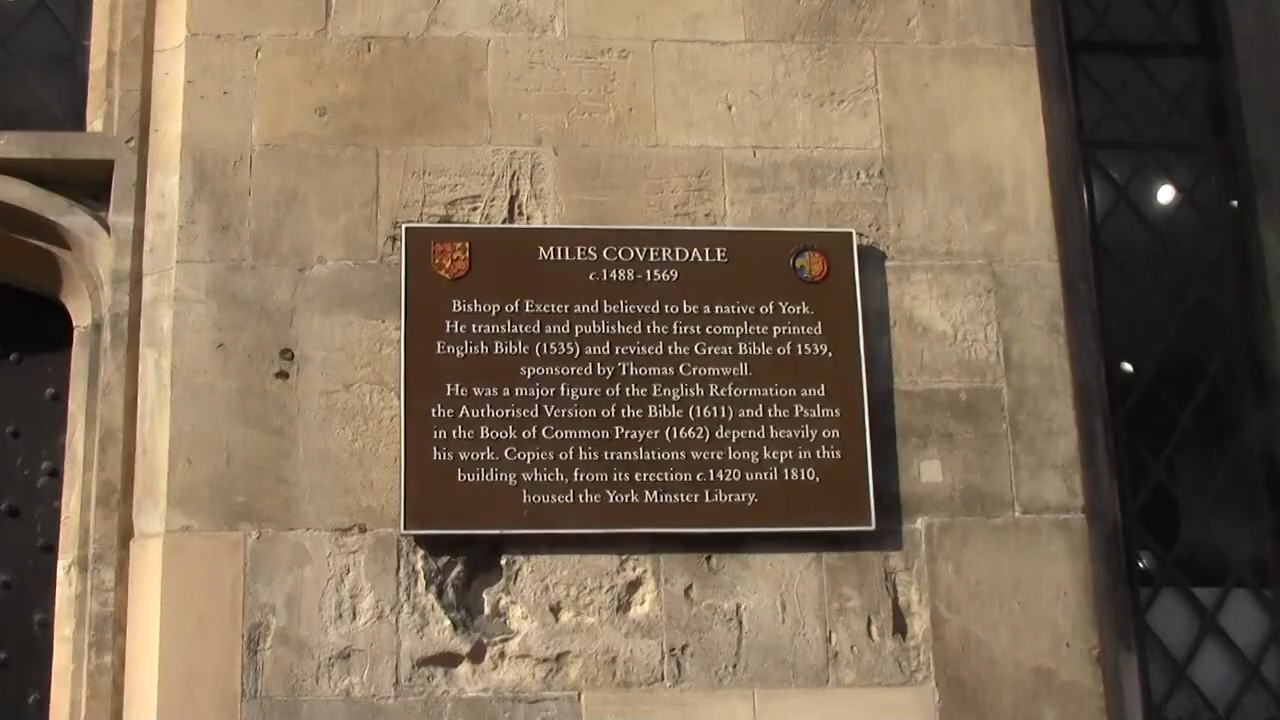 MILES COVERDALE
c.1488-1569
Bishop of Exeter and believed to be a native of York.
He translated and published the first complete printed
English Bible (1535) and revised the Great Bible of 1539,
sponsored by Thomas Cromwell.
He was a major figure of the English Reformation and
the Authorised Version of the Bible (1611) and the Psalms
in the Book of Common Prayer (1662) depend heavily on
his work. Copies of his translations were long kept in this
building which, from its erection c.1420 until 1810,
housed the York Minster Library.